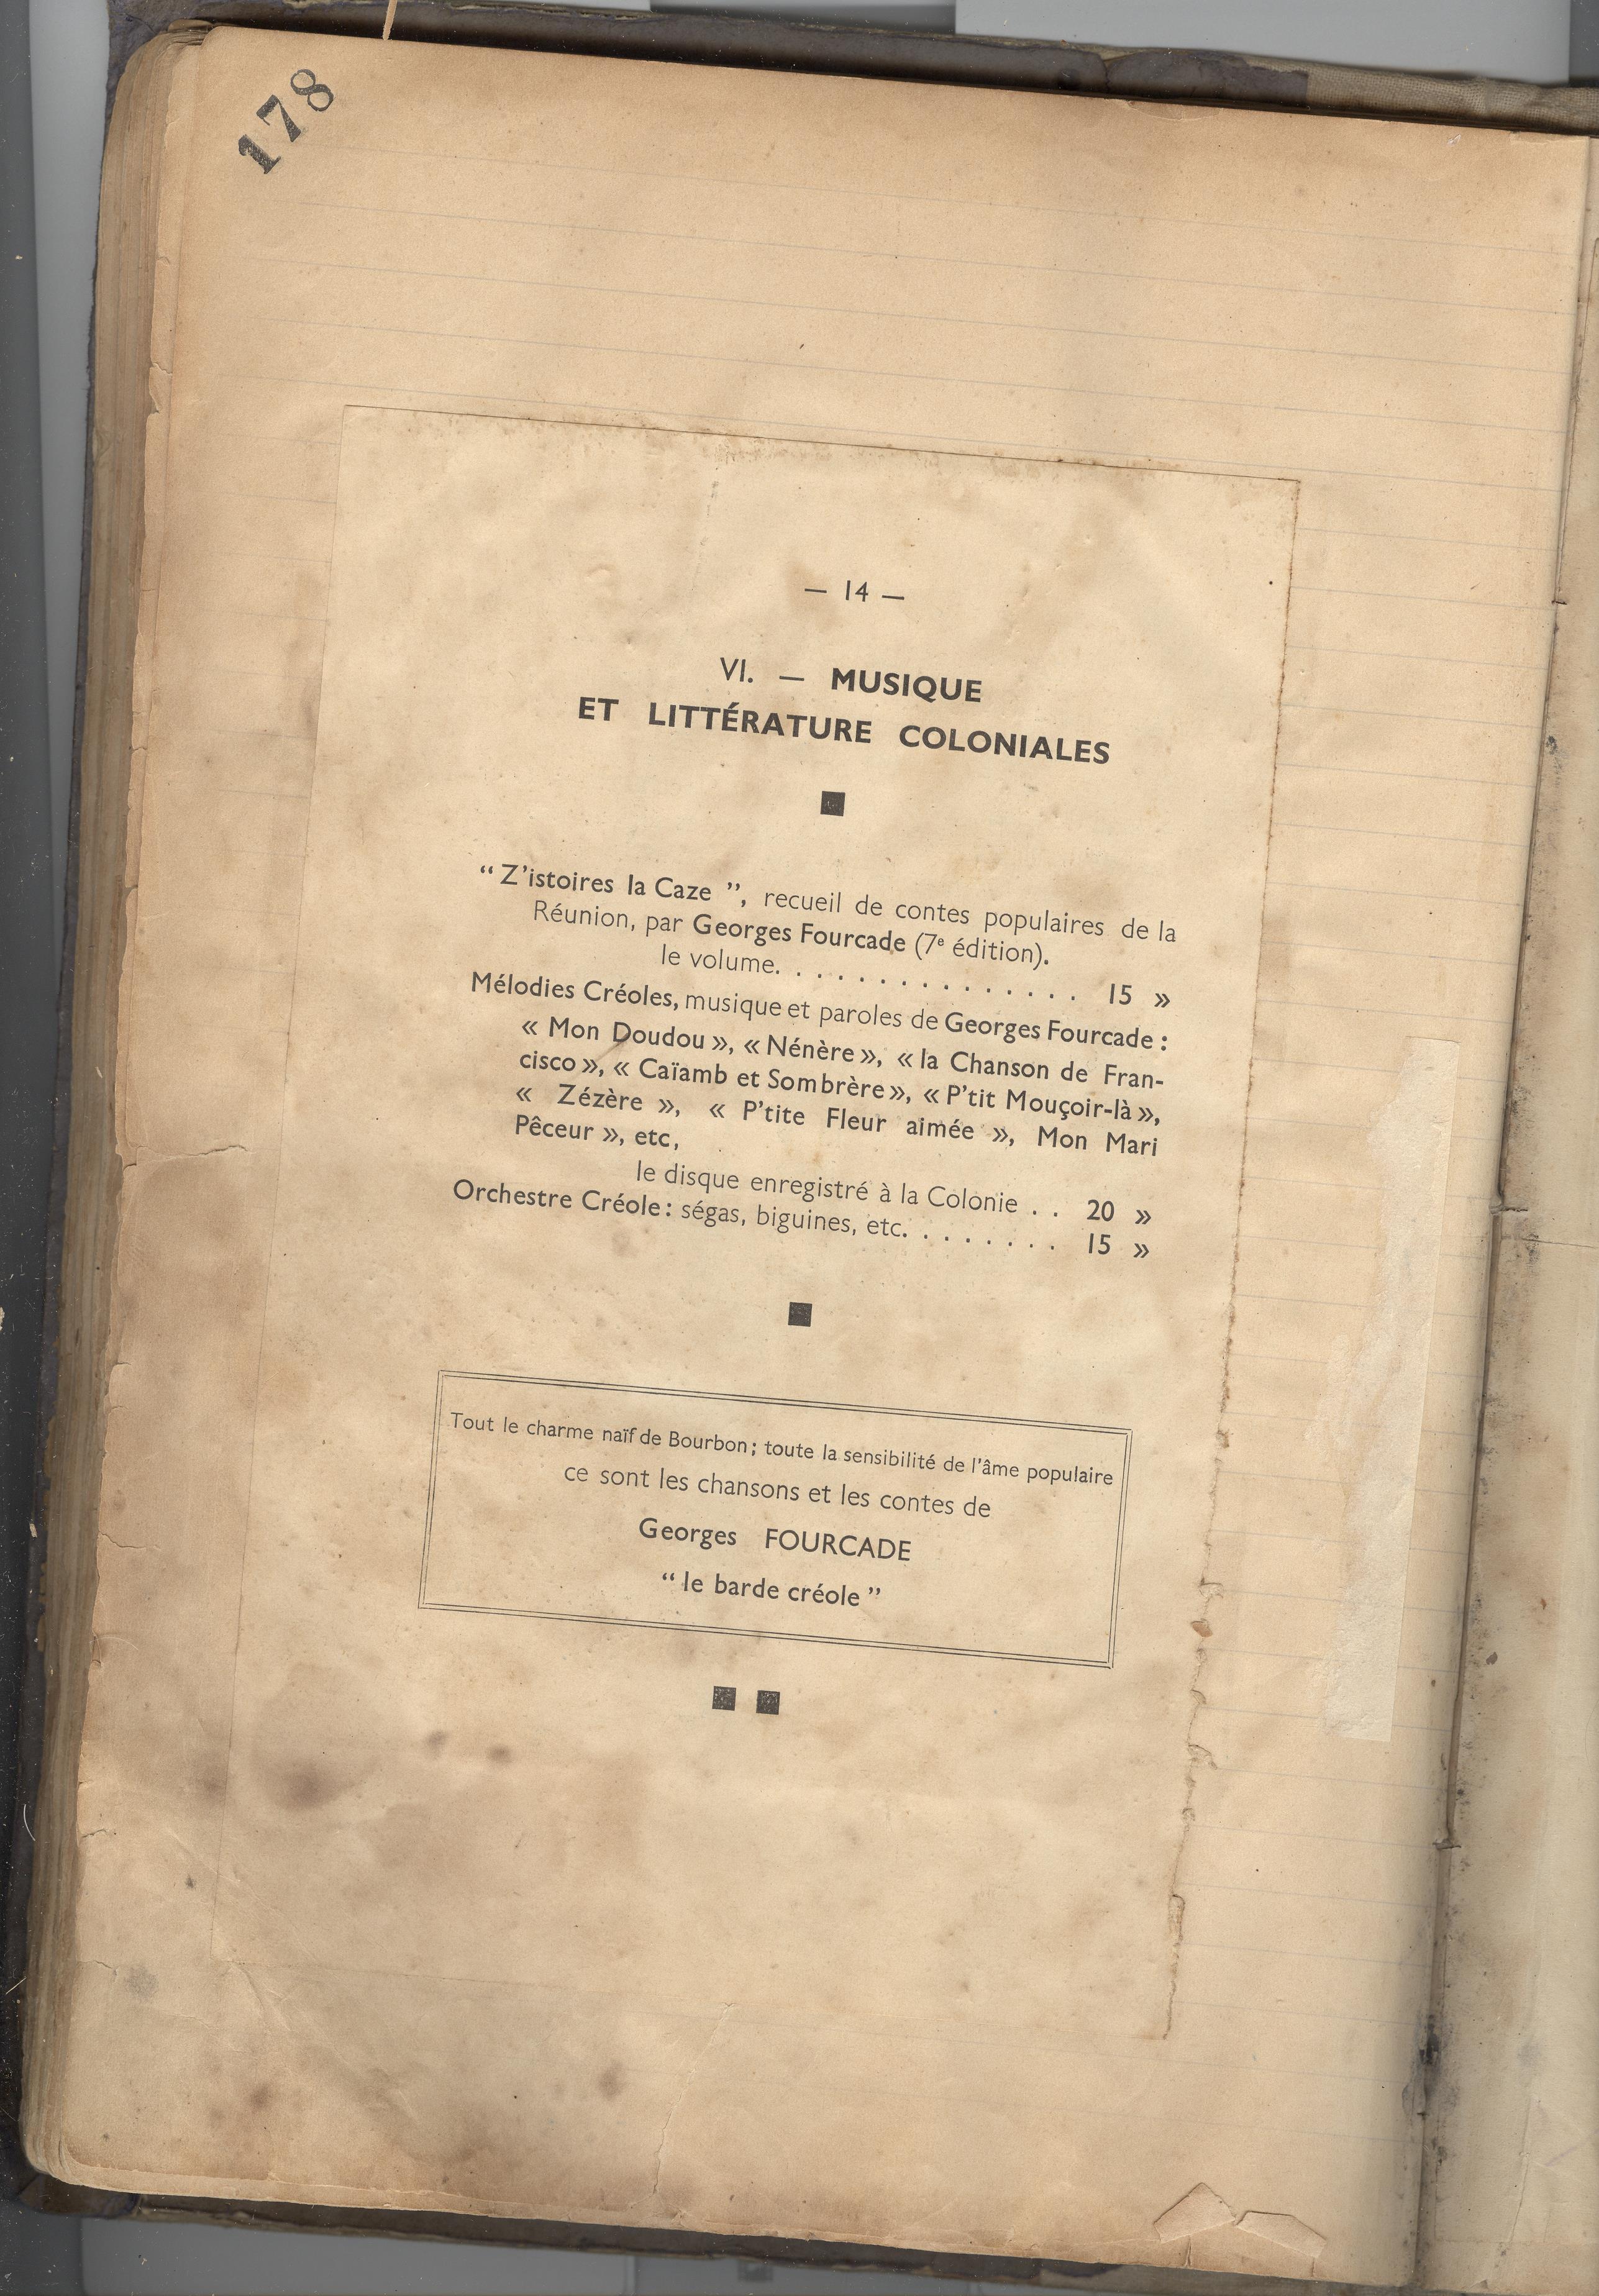 178
— 14 —
VI. — MUSIQUE
ET LITTÉRATURE COLONIALES
“ Z’istoires la Caze ”, recueil de contes populaires de la
Réunion, par Georges Fourcade (7e édition).
le volume. . . . . . . . . . . . . . . 15 »
Mélodies Créoles, musique et paroles de Georges Fourcade :
« Mon Doudou », « Nénère », « la Chanson de Fran-
cisco », « Caïamb et Sombrère », « P’tit Mouçoir-là »,
« Zézère », « P’tite Fleur aimée », Mon Mari
Pêceur », etc,
le disque enregistré à la Colonie . . 20 »
Orchestre Créole : ségas, biguines, etc. . . . . . . . 15 »
Tout le charme naïf de Bourbon ; toute la sensibilité de l’âme populaire
ce sont les chansons et les contes de
Georges FOURCADE
“ le barde créole ”